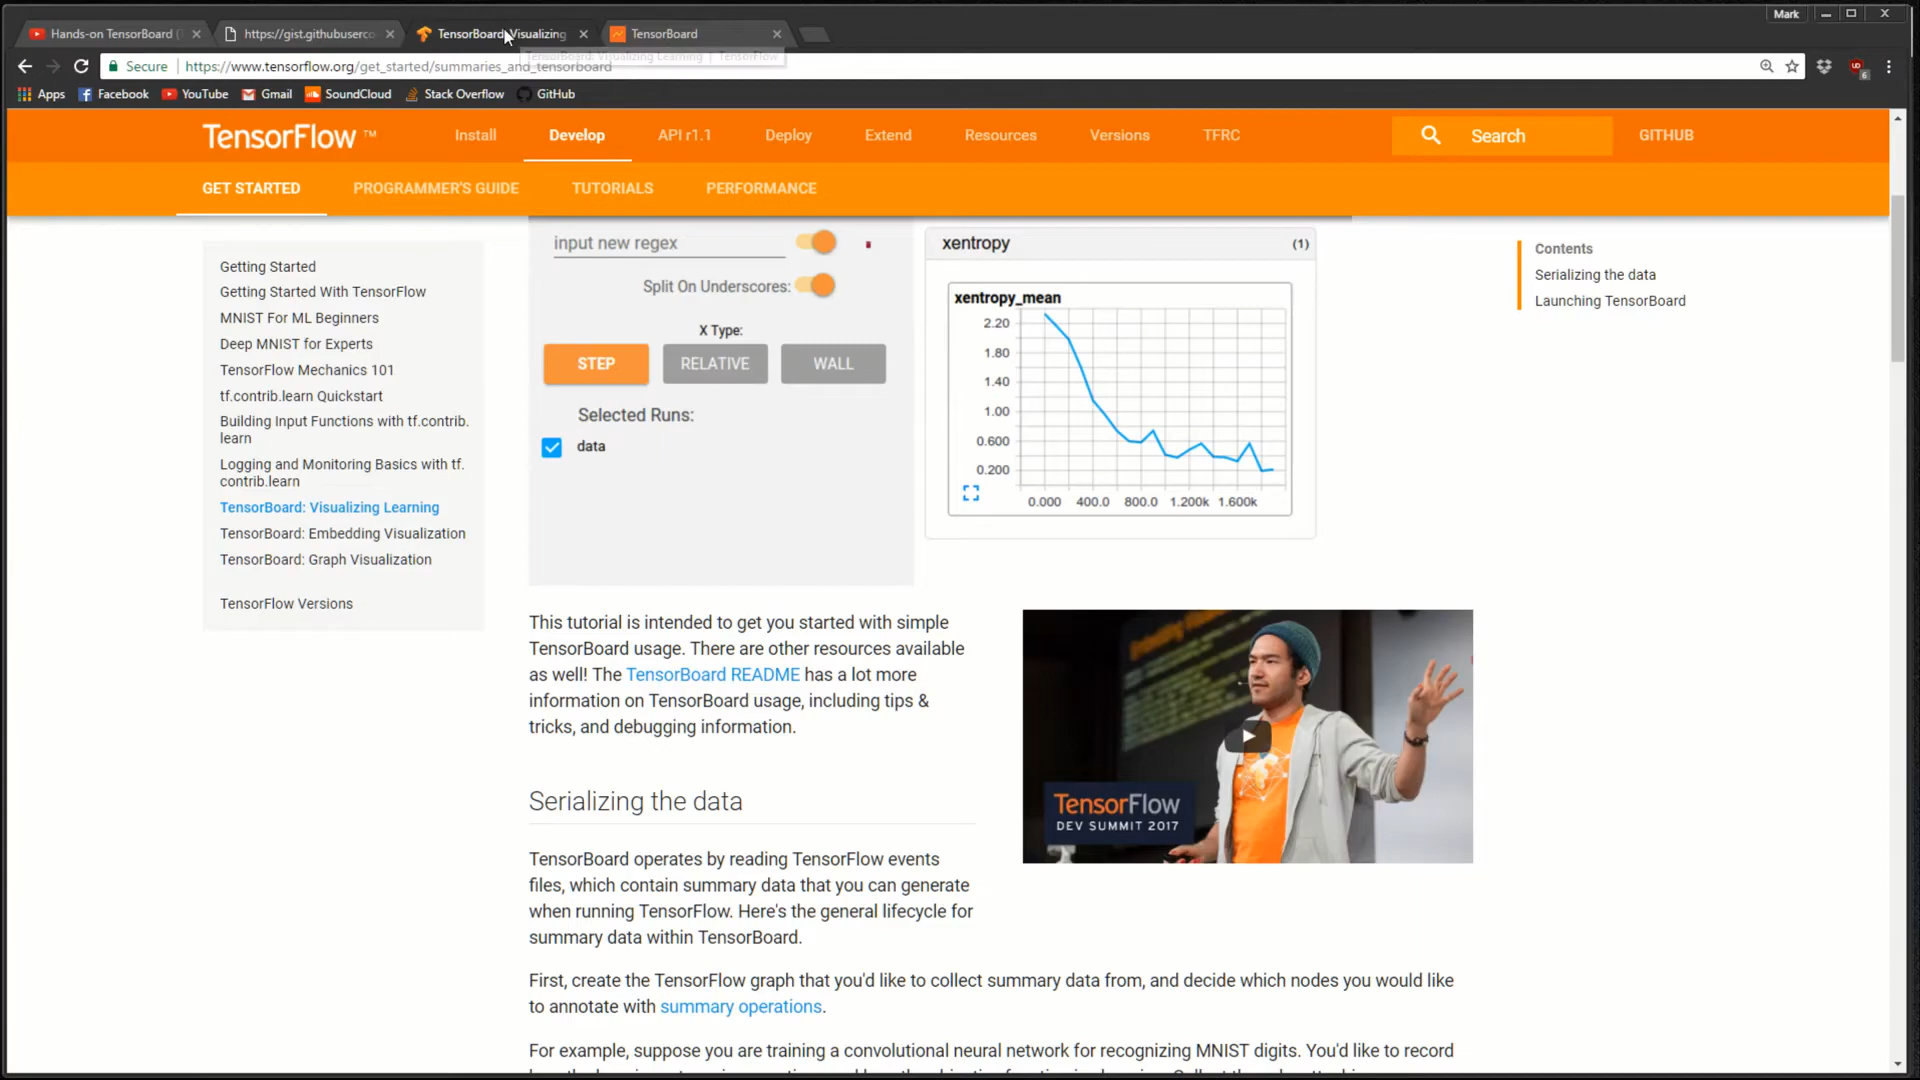 Mark
Hands-on TensorBoard (
https://gist.githubuserco
TensorBoard: Visualizing
TensorBoard
TensorBoard: Visualizing Learning | TensorFlow
Secure
https://www.tensorflow.org/get_started/summaries_and_tensorboard
6
Apps
Facebook
YouTube
Gmail
SoundCloud
Stack Overflow
GitHub
TensorFlow ™
Install
Develop
API r1.1
Deploy
Extend
Resources
Versions
TFRC
Search
GITHUB
GET STARTED
PROGRAMMER'S GUIDE
TUTORIALS
PERFORMANCE
Getting Started
Getting Started With TensorFlow
MNIST For ML Beginners
Deep MNIST for Experts
TensorFlow Mechanics 101
tf.contrib.learn Quickstart
Building Input Functions with tf.contrib.
learn
Logging and Monitoring Basics with tf.
contrib.learn
TensorBoard: Visualizing Learning
TensorBoard: Embedding Visualization
TensorBoard: Graph Visualization
TensorFlow Versions
input new regex
Split On Underscores:
X Type:
STEP
RELATIVE
WALL
Selected Runs:
data
xentropy
(1)
xentropy_mean
2.20
1.80
1.40
1.00
0.600
0.200
0.000 400.0 800.0 1.200k 1.600k
Contents
Serializing the data
Launching TensorBoard
This tutorial is intended to get you started with simple
TensorBoard usage. There are other resources available
as well! The TensorBoard README has a lot more
information on TensorBoard usage, including tips &
tricks, and debugging information.
TensorFlow
DEV SUMMIT 2017
Serializing the data
TensorBoard operates by reading TensorFlow events
files, which contain summary data that you can generate
when running TensorFlow. Here's the general lifecycle for
summary data within TensorBoard.
First, create the TensorFlow graph that you'd like to collect summary data from, and decide which nodes you would like
to annotate with summary operations.
For example, suppose you are training a convolutional neural network for recognizing MNIST digits. You'd like to record